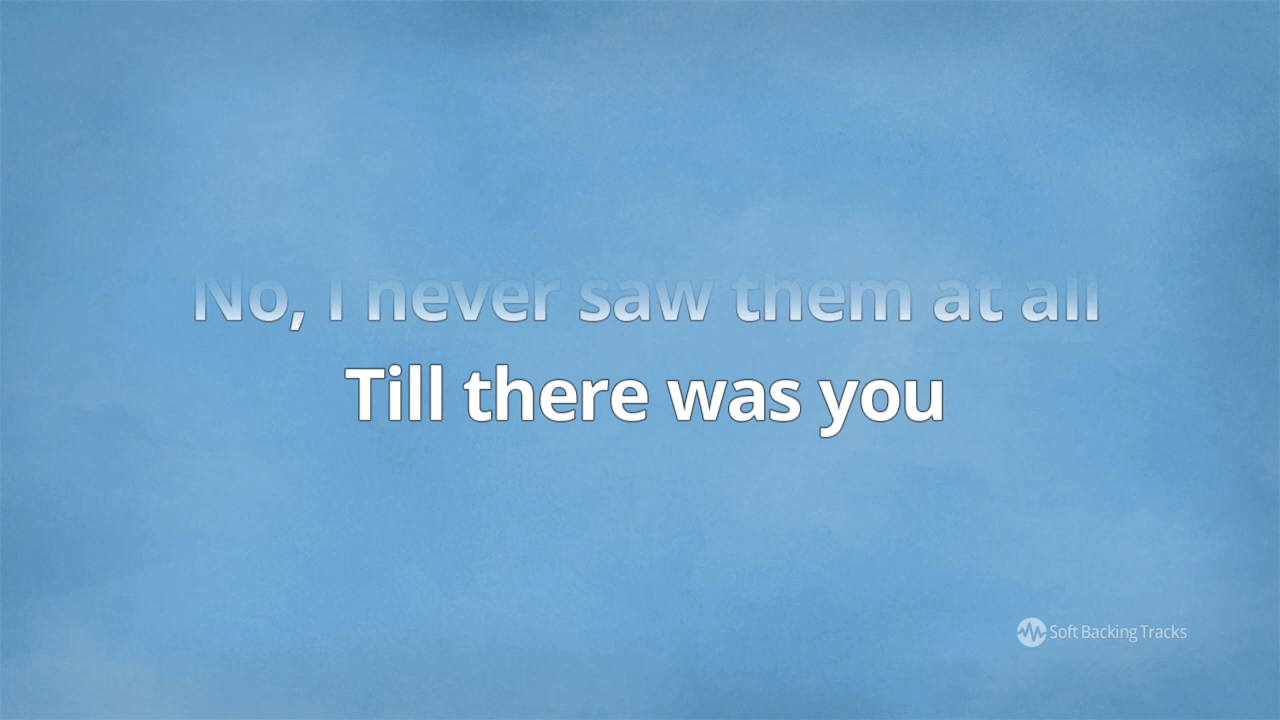 No, I never saw them at all
Till there was you
Soft Backing Tracks